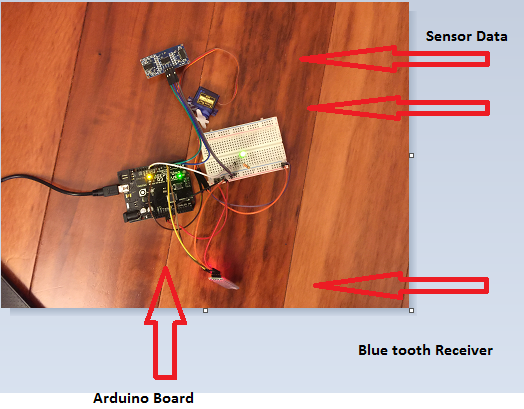 Sensor Data
Blue tooth Receiver
Arduino Board